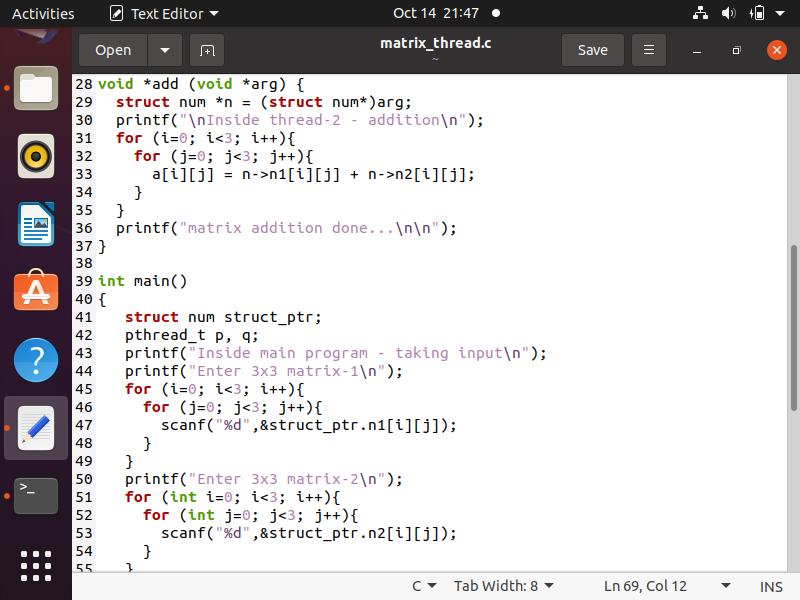 Activities Text Editor Oct 14 21:47
Open matrix_thread.c Save
~
28 void *add (void *arg) {
29   struct num *n = (struct num*)arg;
30   printf("\nInside thread-2 - addition\n");
31   for (i=0; i<3; i++){
32     for (j=0; j<3; j++){
33       a[i][j] = n->n1[i][j] + n->n2[i][j];
34     }
35   }
36   printf("matrix addition done...\n\n");
37 }
38
39 int main()
40 {
41    struct num struct_ptr;
42    pthread_t p, q;
43    printf("Inside main program - taking input\n");
44    printf("Enter 3x3 matrix-1\n");
45    for (i=0; i<3; i++){
46      for (j=0; j<3; j++){
47        scanf("%d",&struct_ptr.n1[i][j]);
48      }
49    }
50    printf("Enter 3x3 matrix-2\n");
51    for (int i=0; i<3; i++){
52      for (int j=0; j<3; j++){
53        scanf("%d",&struct_ptr.n2[i][j]);
54      }
55    }
C Tab Width: 8 Ln 69, Col 12 INS